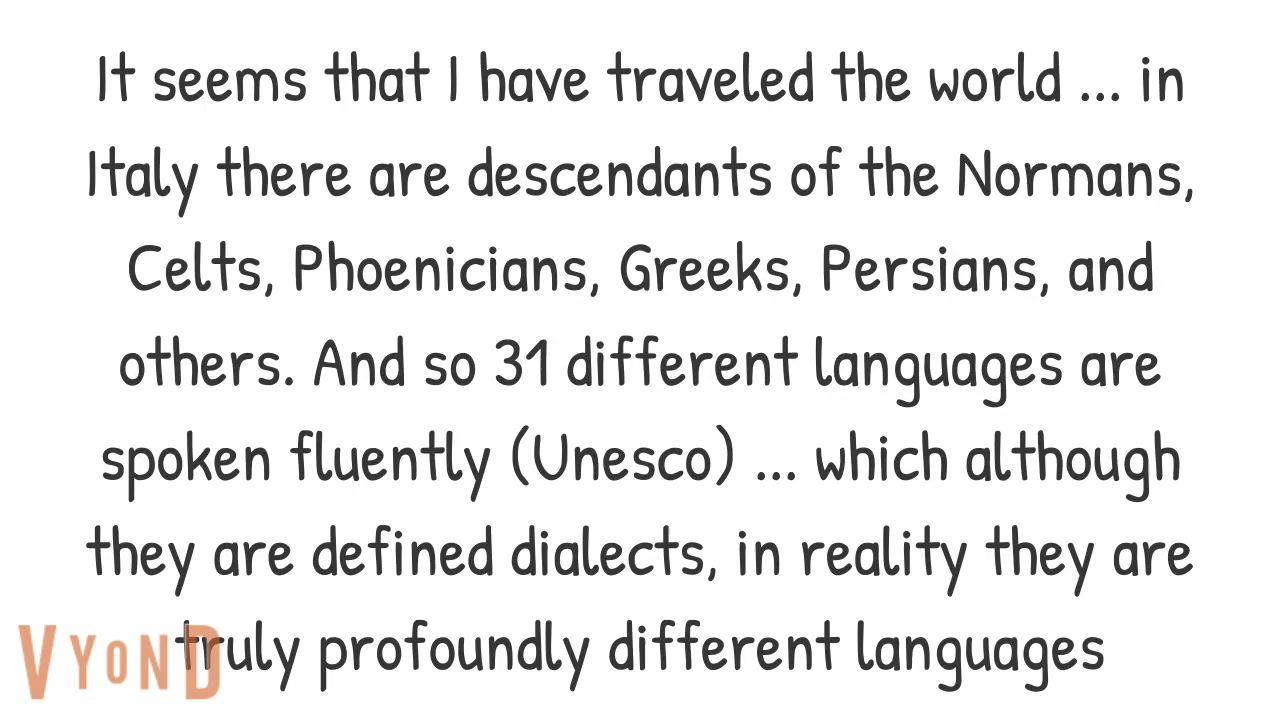 It seems that I have traveled the world ... in
Italy there are descendants of the Normans,
Celts, Phoenicians, Greeks, Persians, and
others. And so 31 different languages are
spoken fluently (Unesco) ... which although
they are defined dialects, in reality they are
truly profoundly different languages
VYOND